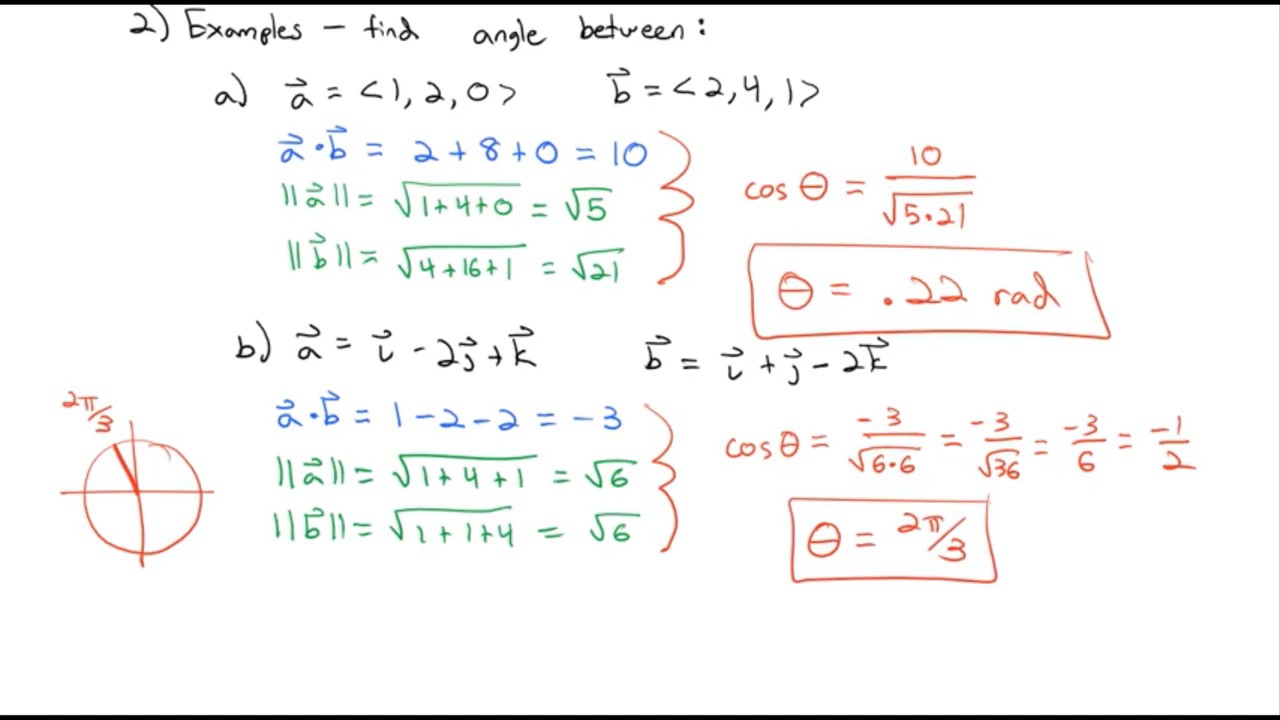 2) Examples – find angle between:
a) a⃗ = <1, 2, 0>    b⃗ = <2, 4, 1>
a⃗ · b⃗ = 2 + 8 + 0 = 10
||a⃗|| = √(1+4+0) = √5
||b⃗|| = √(4+16+1) = √21
cos θ = 10/√(5·21)
θ = .22 rad
b) a⃗ = i⃗ - 2j⃗ + k⃗    b⃗ = i⃗ + j⃗ - 2k⃗
a⃗ · b⃗ = 1 - 2 - 2 = -3
||a⃗|| = √(1+4+1) = √6
||b⃗|| = √(1+1+4) = √6
cos θ = -3/√(6·6) = -3/√36 = -3/6 = -1/2
θ = 2π/3
2π/3